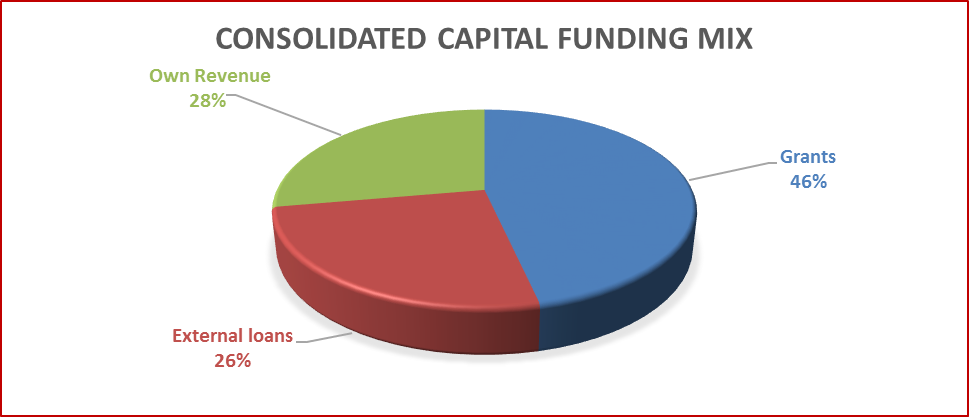 CONSOLIDATED CAPITAL FUNDING MIX
Own Revenue
28%
Grants
46%
External loans
26%